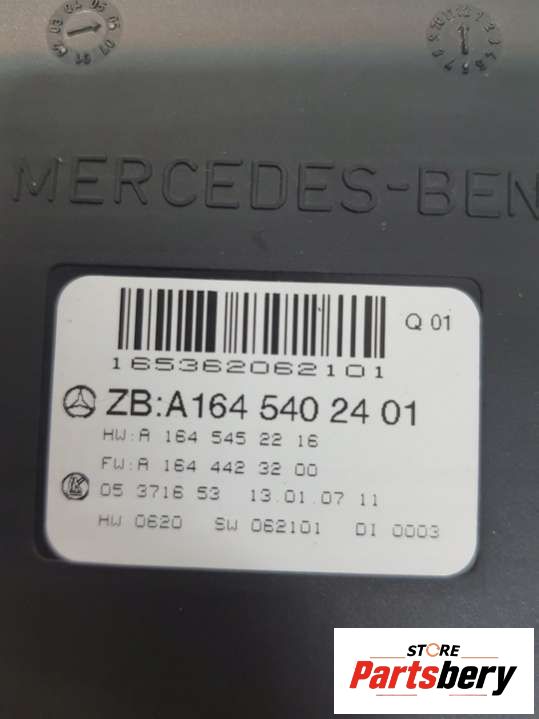 MERCEDES-BEN
Q 01
165362062101
ZB:A164 540 24 01
HW:A 164 545 22 16
FW:A 164 442 32 00
05 3716 53 13.01.07 11
HW 0620 SW 062101 DI 0003
STORE
Partsbery